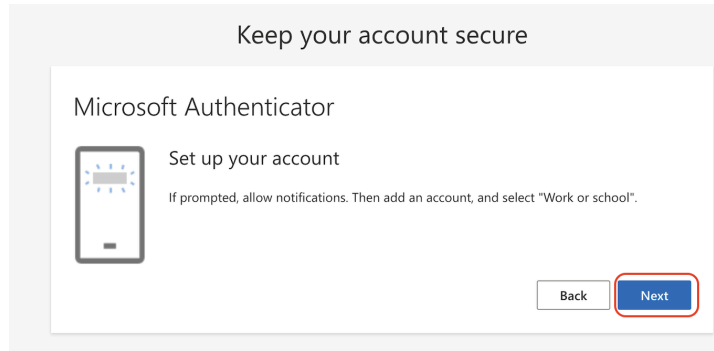 Keep your account secure
Microsoft Authenticator
Set up your account
If prompted, allow notifications. Then add an account, and select "Work or school".
Back
Next